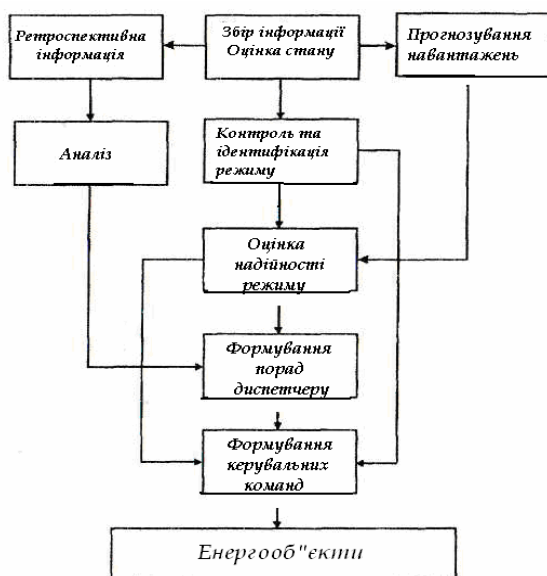 Ретроспективна
інформація
Збір інформації
Оцінка стану
Прогнозування
навантажень
Аналіз
Контроль та
ідентифікація
режиму
Оцінка
надійності
режиму
Формування
порад
диспетчеру
Формування
керувальних
команд
Енергооб"єкти